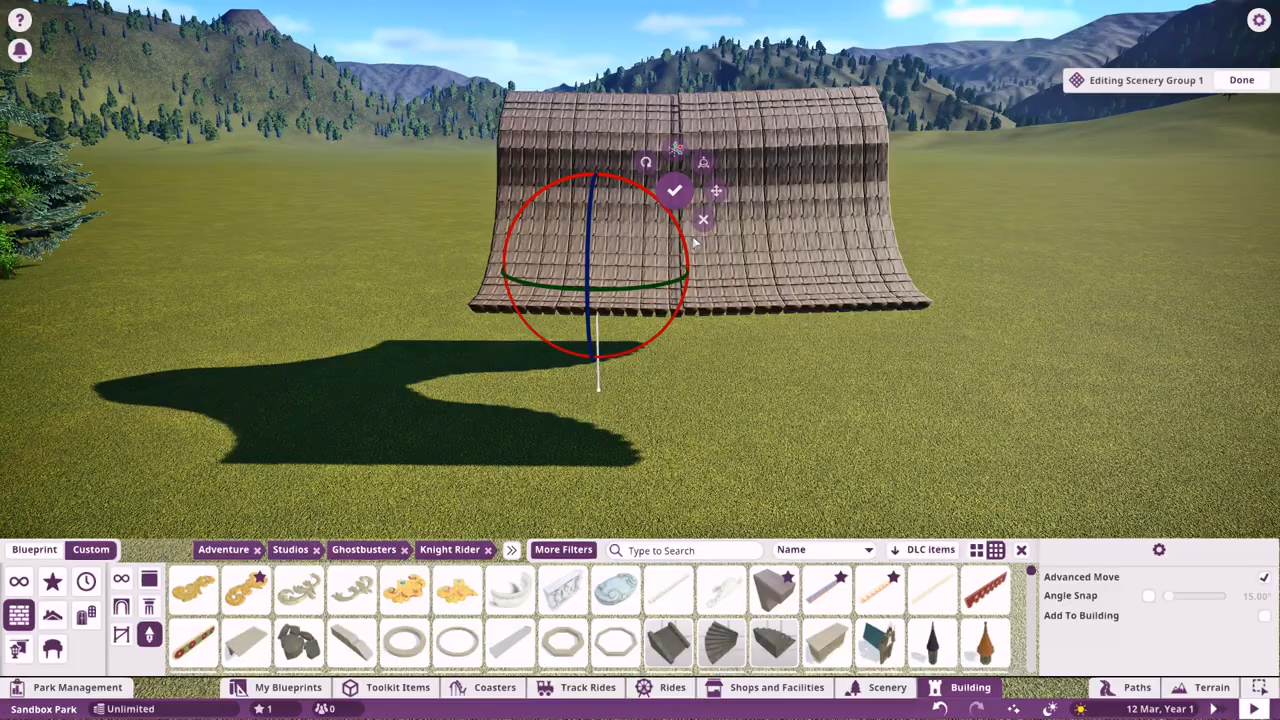 ?
Editing Scenery Group 1 Done
Blueprint Custom Adventure × Studios × Ghostbusters × Knight Rider × More Filters Type to Search Name DLC items
Advanced Move
Angle Snap 15.00°
Add To Building
Park Management My Blueprints Toolkit Items Coasters Track Rides Rides Shops and Facilities Scenery Building Paths Terrain
Sandbox Park Unlimited 1 0 12 Mar, Year 1